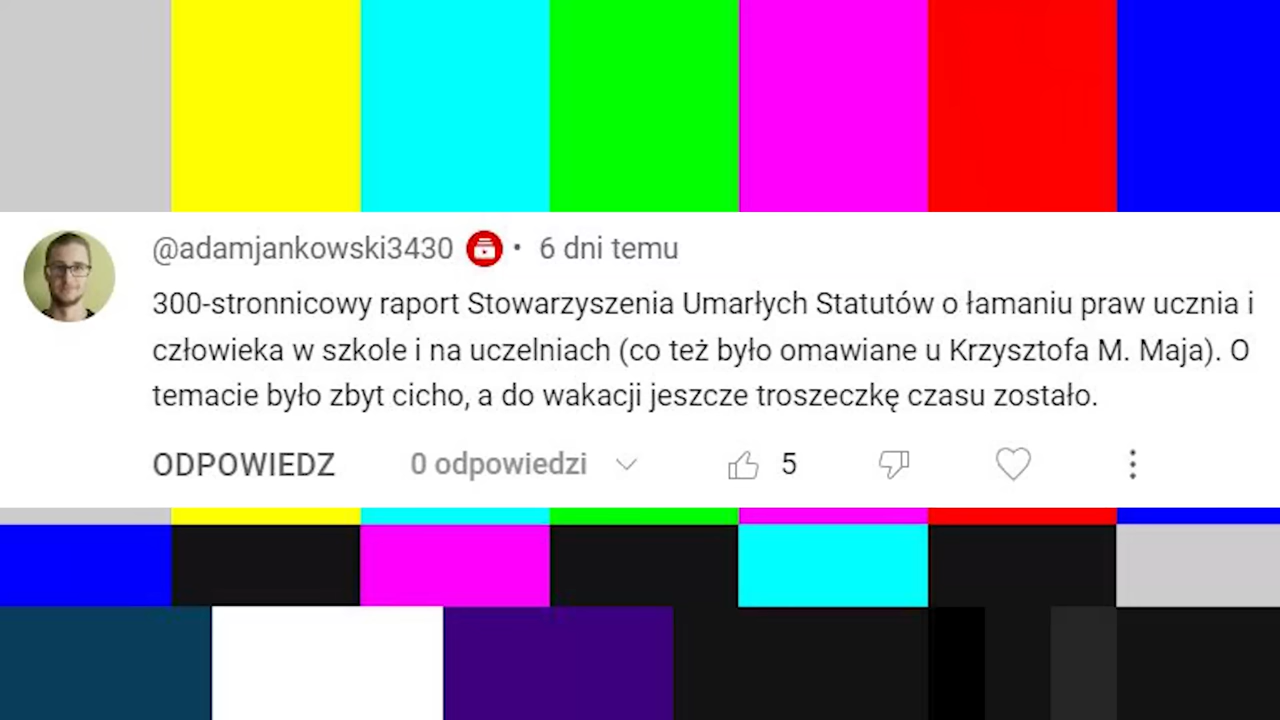 @adamjankowski3430 • 6 dni temu
300-stronnicowy raport Stowarzyszenia Umarłych Statutów o łamaniu praw ucznia i
człowieka w szkole i na uczelniach (co też było omawiane u Krzysztofa M. Maja). O
temacie było zbyt cicho, a do wakacji jeszcze troszeczkę czasu zostało.
ODPOWIEDZ 0 odpowiedzi 5